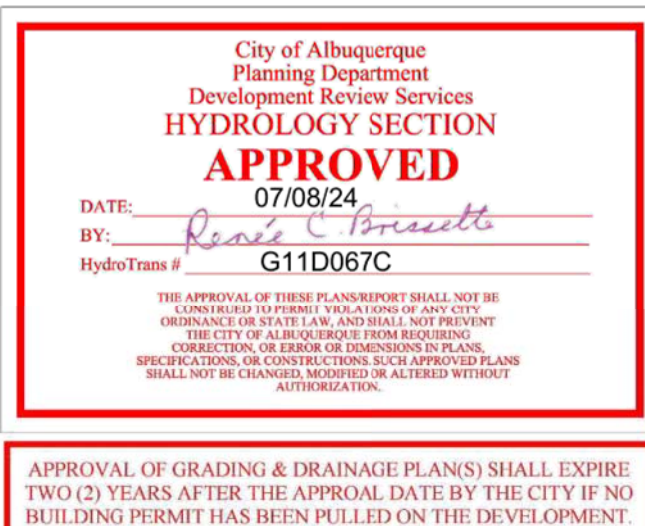 City of Albuquerque
Planning Department
Development Review Services
HYDROLOGY SECTION
APPROVED
DATE: 07/08/24
BY: Renée C. Brissette
HydroTrans # G11D067C
THE APPROVAL OF THESE PLANS/REPORT SHALL NOT BE
CONSTRUED TO PERMIT VIOLATIONS OF ANY CITY
ORDINANCE OR STATE LAW, AND SHALL NOT PREVENT
THE CITY OF ALBUQUERQUE FROM REQUIRING
CORRECTION, OR ERROR OR DIMENSIONS IN PLANS,
SPECIFICATIONS, OR CONSTRUCTIONS. SUCH APPROVED PLANS
SHALL NOT BE CHANGED, MODIFIED OR ALTERED WITHOUT
AUTHORIZATION.
APPROVAL OF GRADING & DRAINAGE PLAN(S) SHALL EXPIRE
TWO (2) YEARS AFTER THE APPROAL DATE BY THE CITY IF NO
BUILDING PERMIT HAS BEEN PULLED ON THE DEVELOPMENT.